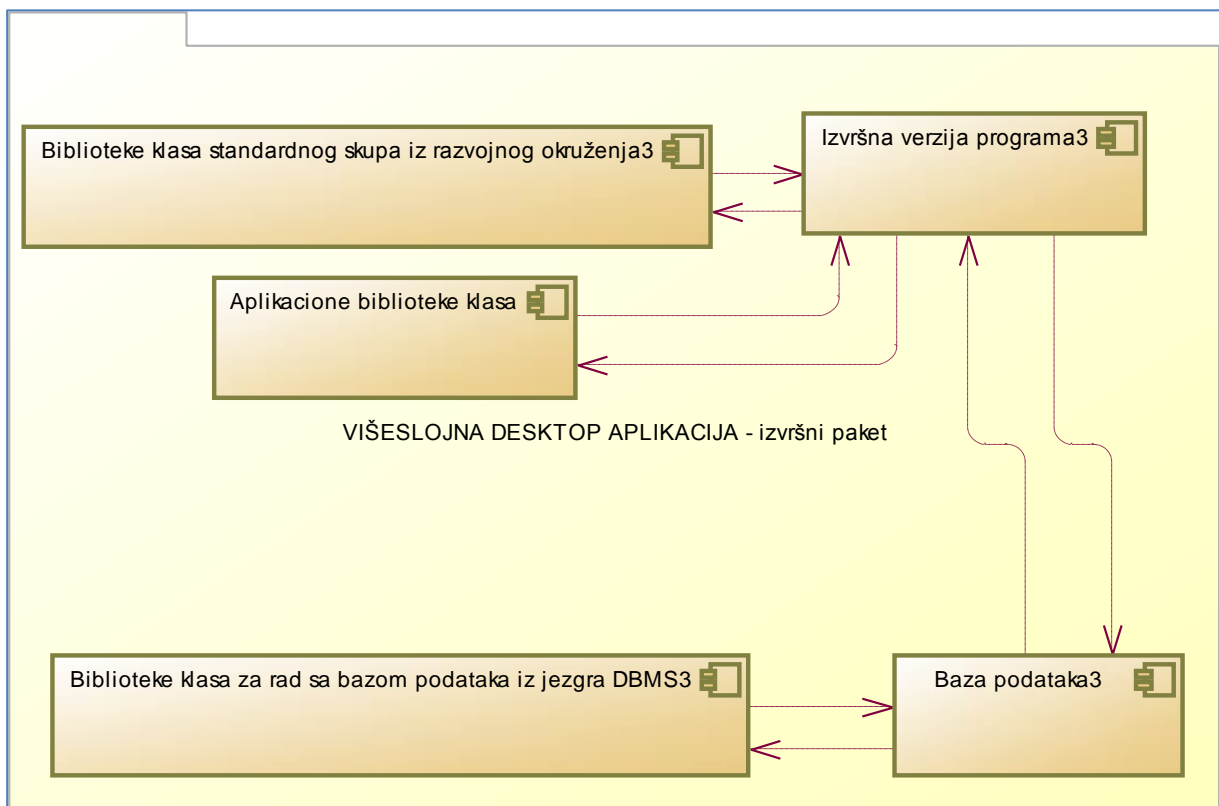 Biblioteke klasa standardnog skupa iz razvojnog okruženja3
Izvršna verzija programa3
Aplikacione biblioteke klasa
VIŠESLOJNA DESKTOP APLIKACIJA - izvršni paket
Biblioteke klasa za rad sa bazom podataka iz jezgra DBMS3
Baza podataka3